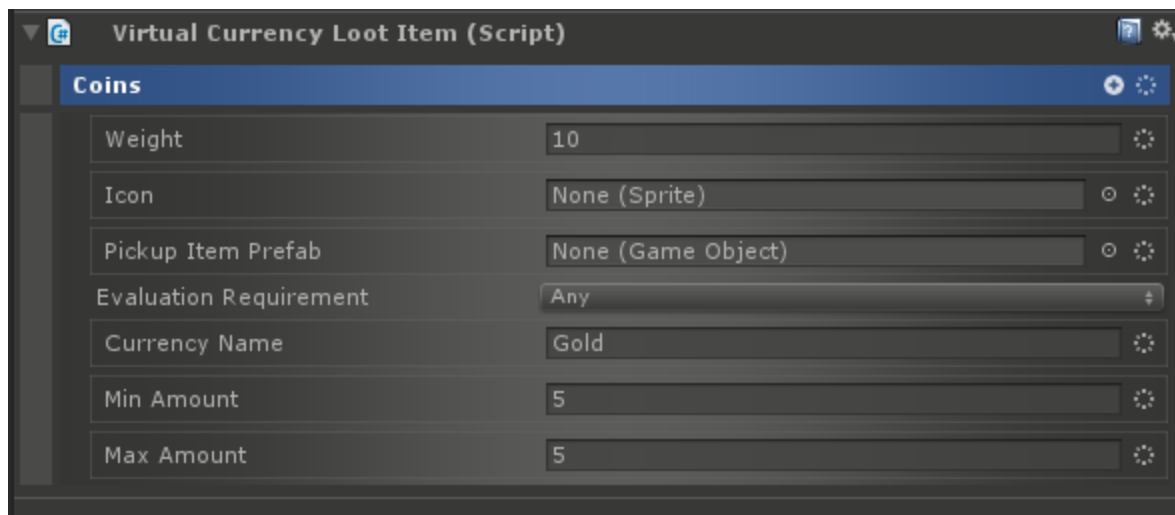 Virtual Currency Loot Item (Script)
Coins
Weight 10
Icon None (Sprite)
Pickup Item Prefab None (Game Object)
Evaluation Requirement Any
Currency Name Gold
Min Amount 5
Max Amount 5